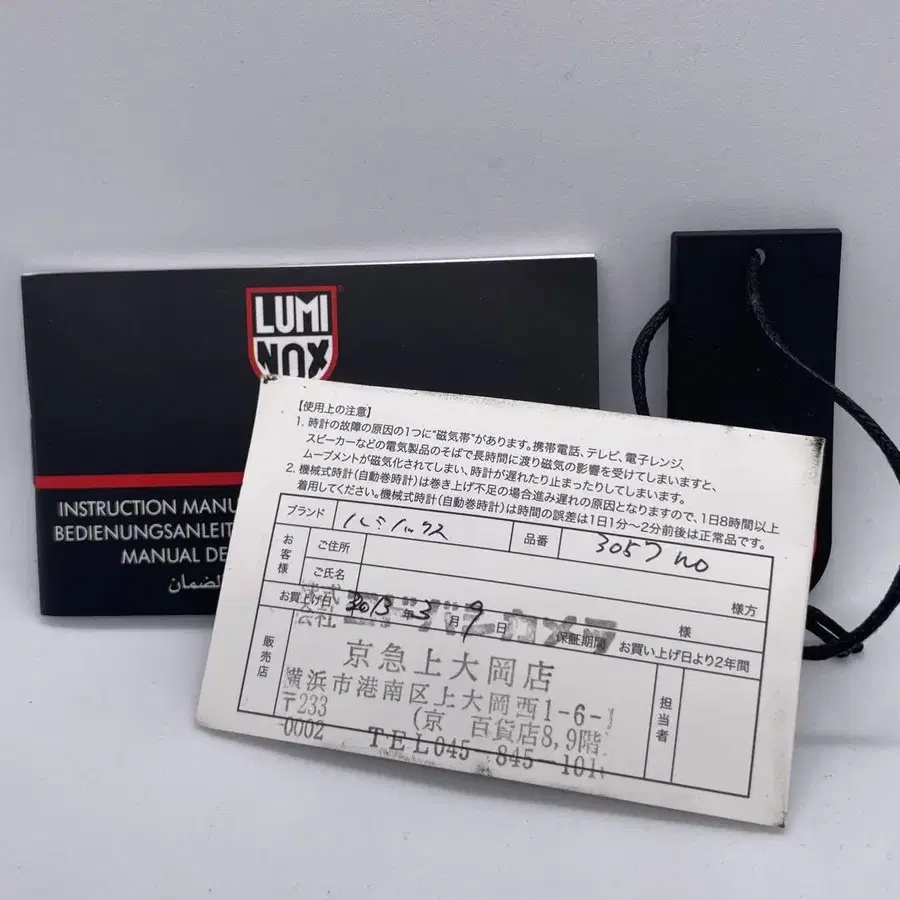 LUMI
NOX
INSTRUCTION MANU
BEDIENUNGSANLEIT
MANUAL DE
الضمان
【使用上の注意】
1. 時計の故障の原因の1つに“磁気帯”があります。携帯電話、テレビ、電子レンジ、
スピーカーなどの電気製品のそばで長時間に渡り磁気の影響を受けてしまいますと、
ムーブメントが磁気化されてしまい、時計が遅れたり止まったりしてしまいます。
2. 機械式時計(自動巻時計)は巻き上げ不足の場合進み遅れの原因となりますので、1日8時間以上
着用してください。機械式時計(自動巻時計)は時間の誤差は1日1分〜2分前後は正常品です。
ブランド ルミノックス 品番 3057 no
お客様 ご住所
様方
ご氏名 様
お買上げ日 年 3 月 9 日 保証期間 お買い上げ日より2年間
株式
会社 ヨドバシカメラ
販売店 担当者
京急上大岡店
横浜市港南区上大岡西1-6-1
〒233
-0002 (京 百貨店8,9階
TEL045-845-101